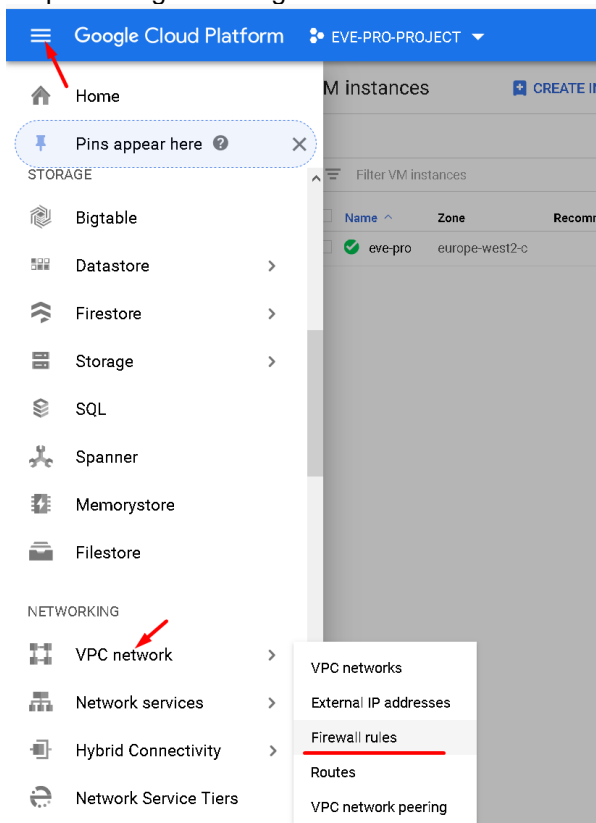 Google Cloud Platform EVE-PRO-PROJECT
Home
Pins appear here
STORAGE
Bigtable
Datastore
Firestore
Storage
SQL
Spanner
Memorystore
Filestore
NETWORKING
VPC network
Network services
Hybrid Connectivity
Network Service Tiers
M instances CREATE I
Filter VM instances
Name Zone Recomm
eve-pro europe-west2-c
VPC networks
External IP addresses
Firewall rules
Routes
VPC network peering